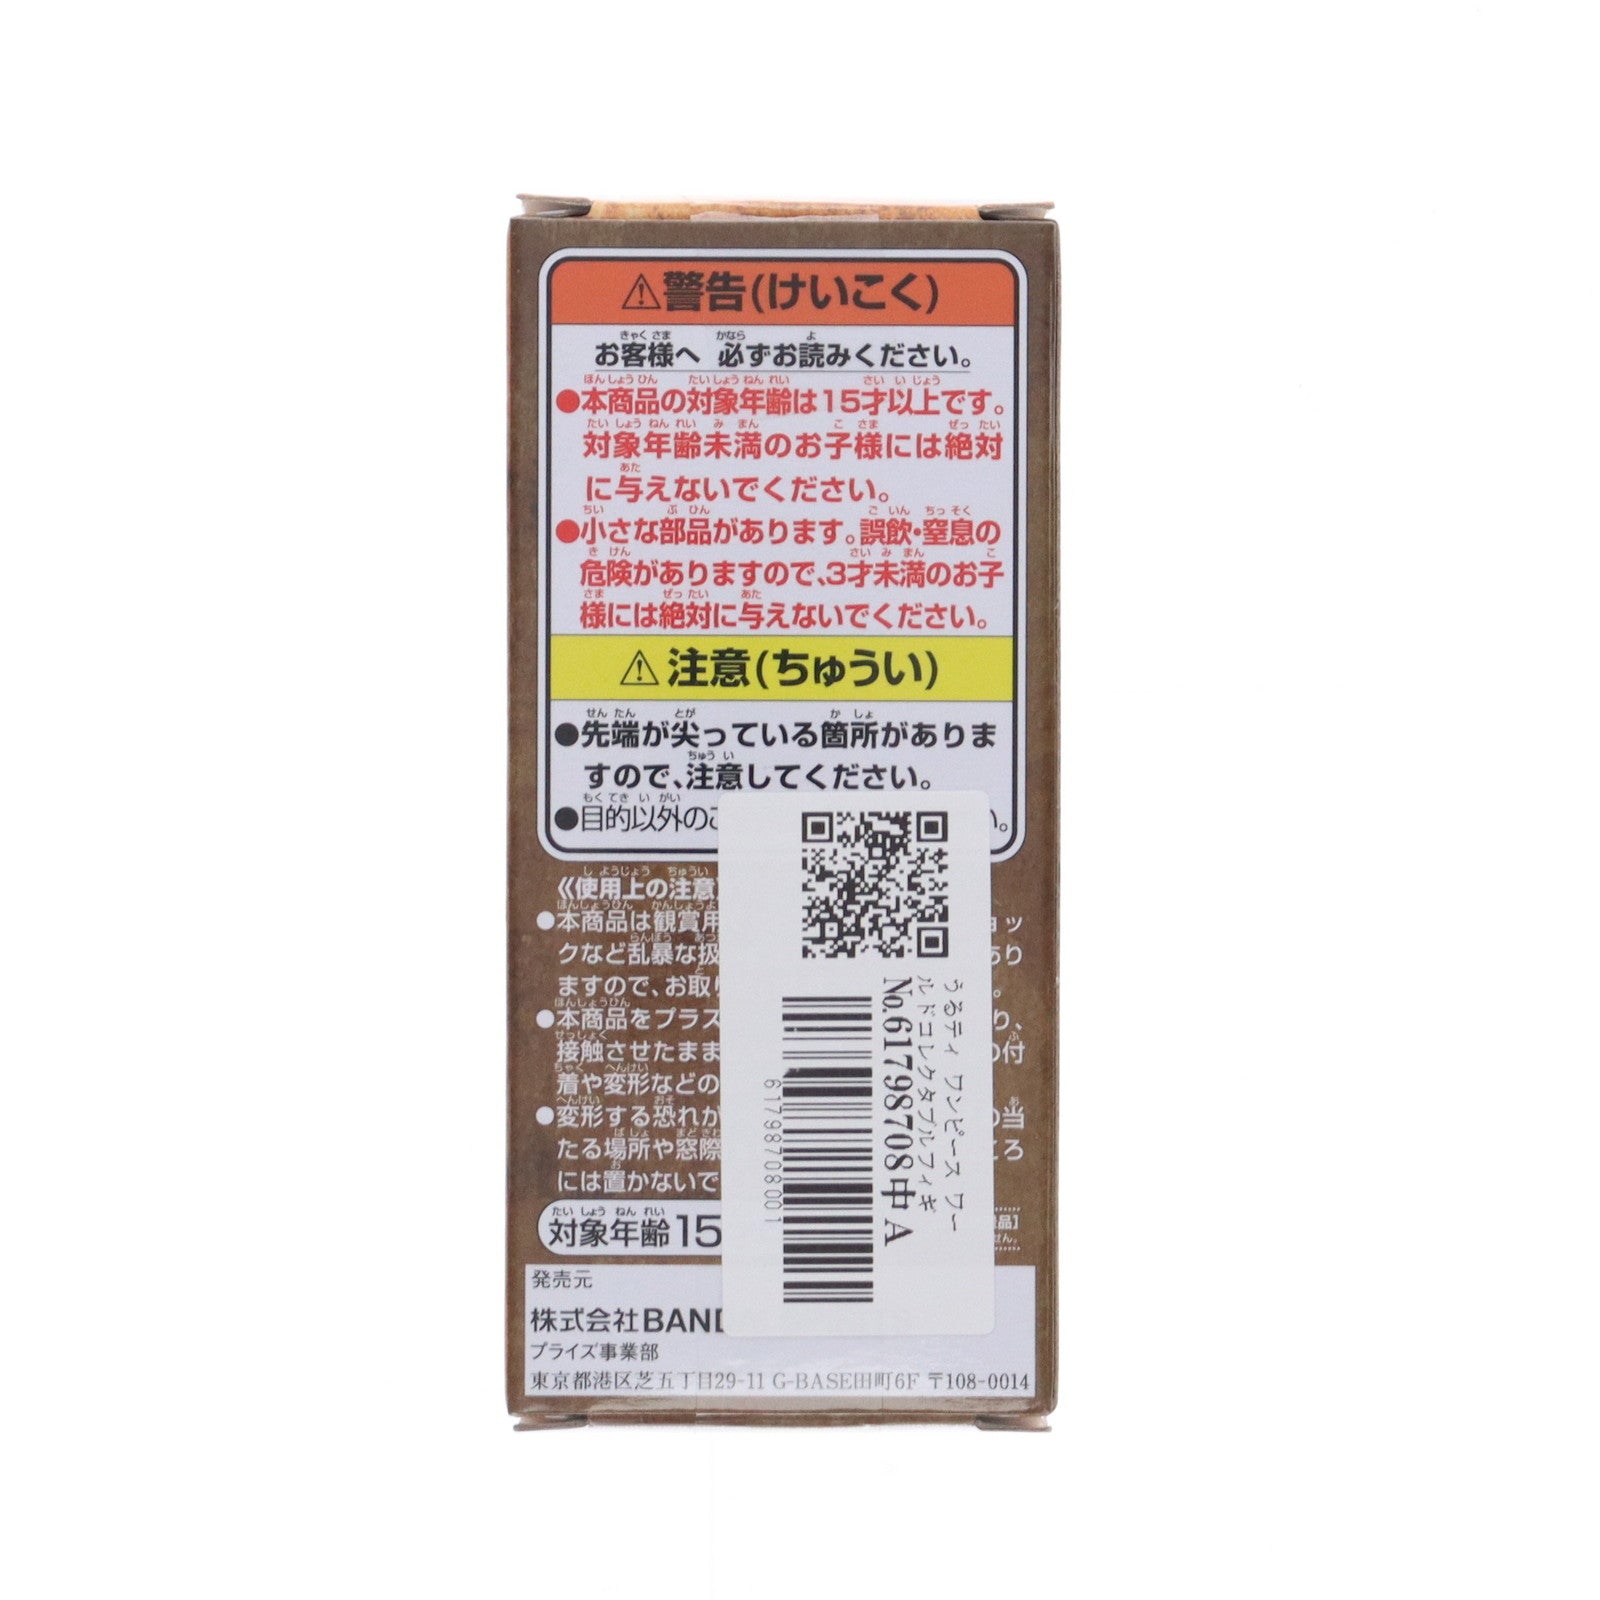 ⚠警告(けいこく)
お客様へ 必ずお読みください。
●本商品の対象年齢は15才以上です。
対象年齢未満のお子様には絶対
に与えないでください。
●小さな部品があります。誤飲・窒息の
危険がありますので、3才未満のお子
様には絶対に与えないでください。
⚠注意(ちゅうい)
●先端が尖っている箇所がありま
すので、注意してください。
●目的以外の
い。
《使用上の注意
●本商品は観賞用
ョッ
クなど乱暴な扱
あり
ますので、お取り
。
●本商品をプラス
り、
接触させたまま
の付
着や変形などの
●変形する恐れが
の当
たる場所や窓際
ころ
には置かないで
対象年齢15
品]
せん。
発売元
株式会社BAND
プライズ事業部
東京都港区芝五丁目29-11 G-BASE田町6F 〒108-0014
うるティ ワンピース ワー
ルドコレクタブルフィギ
No.61798708中 A
61798708001